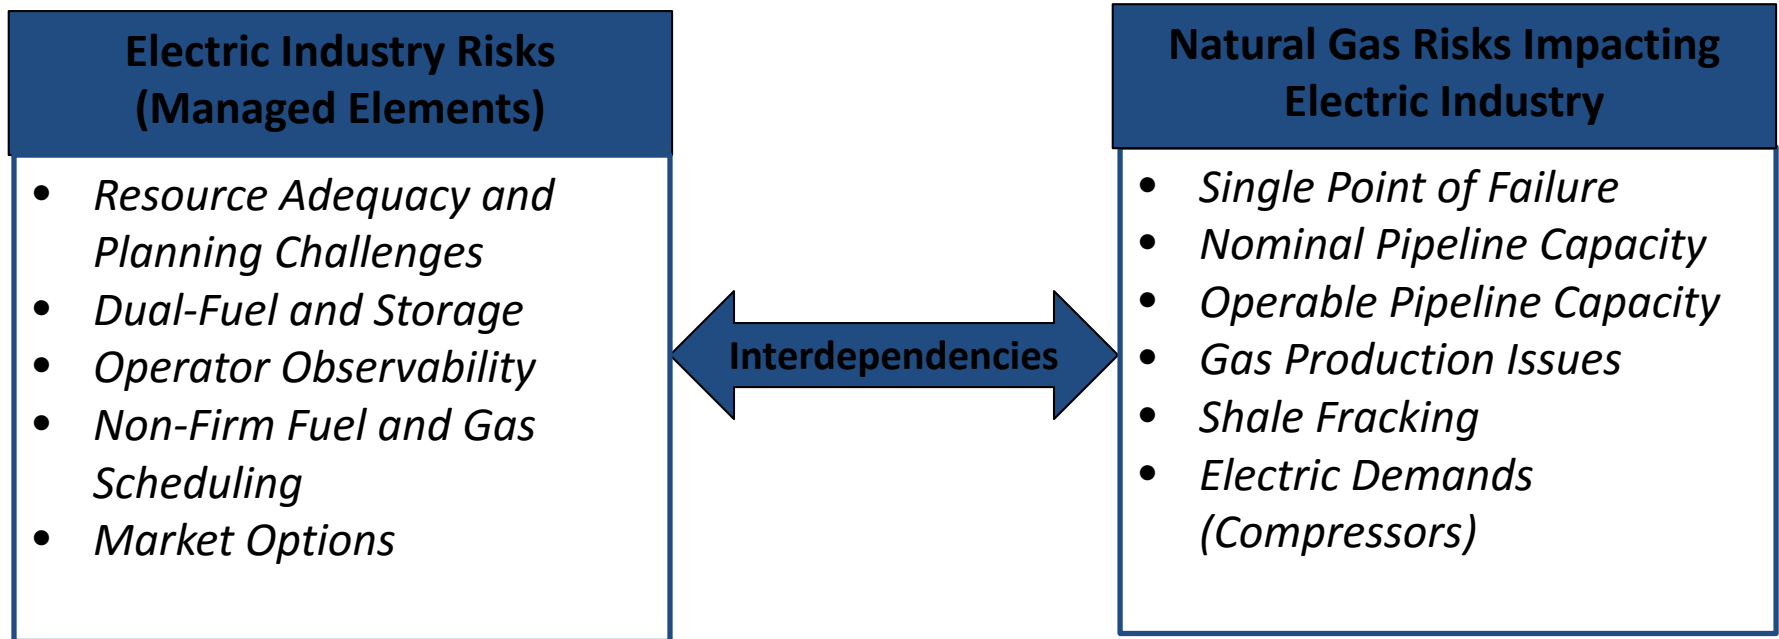 Electric Industry Risks
(Managed Elements)
• Resource Adequacy and
Planning Challenges
• Dual-Fuel and Storage
• Operator Observability
• Non-Firm Fuel and Gas
Scheduling
• Market Options
Interdependencies
Natural Gas Risks Impacting
Electric Industry
• Single Point of Failure
• Nominal Pipeline Capacity
• Operable Pipeline Capacity
• Gas Production Issues
• Shale Fracking
• Electric Demands
(Compressors)